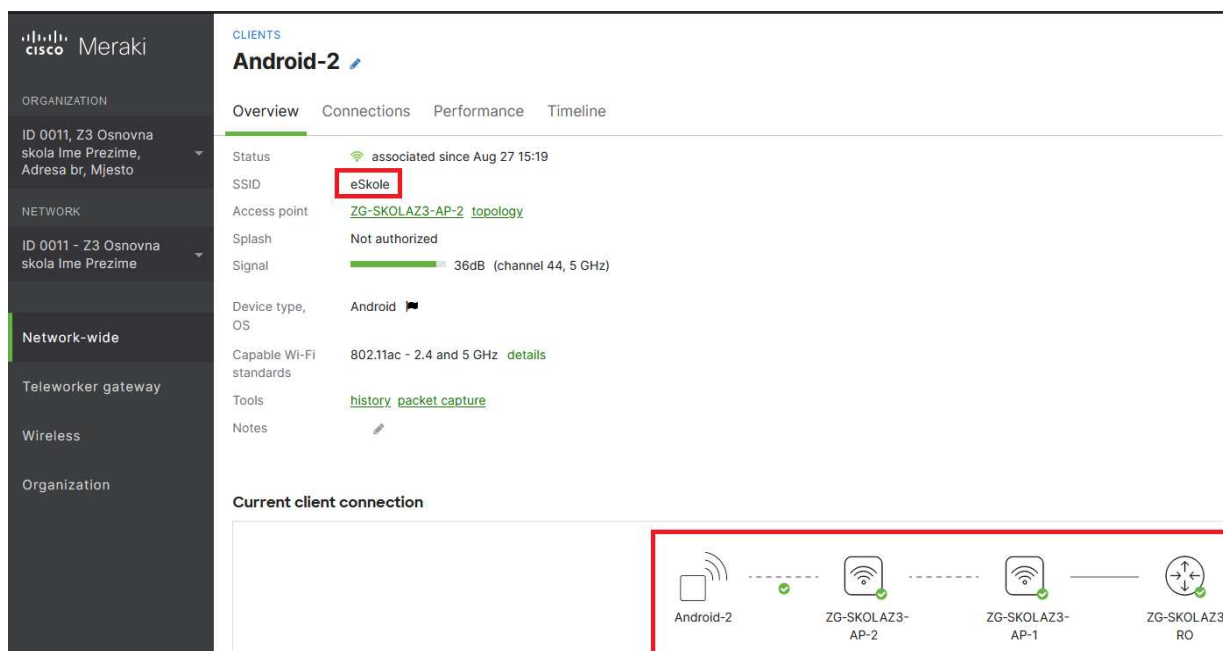 CISCO Meraki
ORGANIZATION
ID 0011, Z3 Osnovna
skola Ime Prezime,
Adresa br, Mjesto
NETWORK
ID 0011 - Z3 Osnovna
skola Ime Prezime
Network-wide
Teleworker gateway
Wireless
Organization
CLIENTS
Android-2
Overview Connections Performance Timeline
Status associated since Aug 27 15:19
SSID eSkole
Access point ZG-SKOLAZ3-AP-2 topology
Splash Not authorized
Signal 36dB (channel 44, 5 GHz)
Device type, Android
OS
Capable Wi-Fi 802.11ac - 2.4 and 5 GHz details
standards
Tools history packet capture
Notes
Current client connection
Android-2 ZG-SKOLAZ3- ZG-SKOLAZ3- ZG-SKOLAZ3
AP-2 AP-1 RO